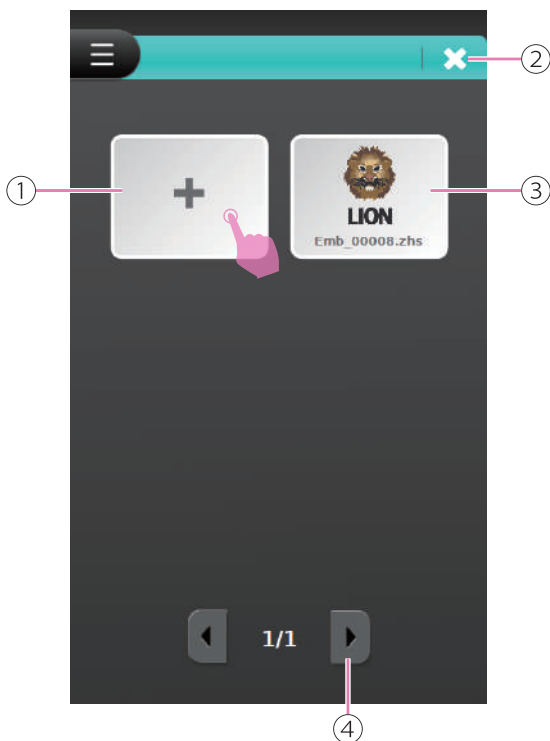 ②
①
③
LION
Emb_00008.zhs
1/1
④